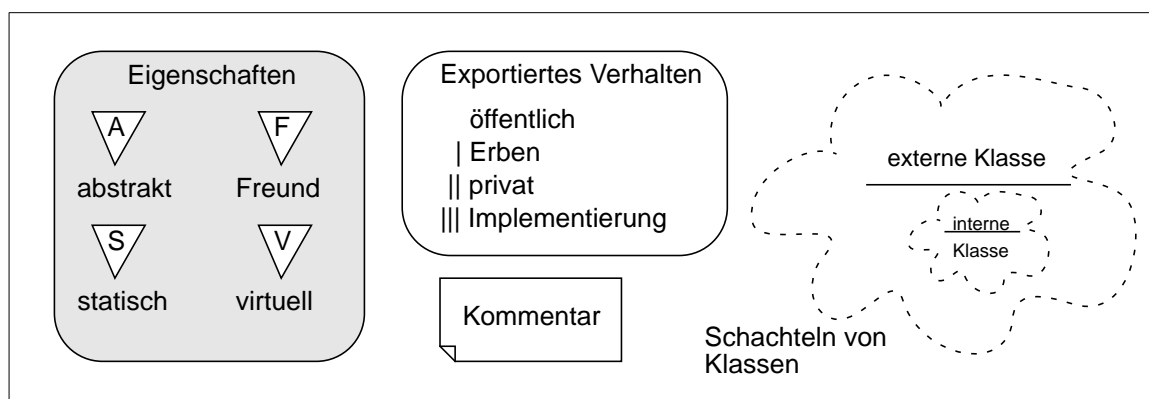 Eigenschaften
A
F
abstrakt
Freund
S
V
statisch
virtuell
Exportiertes Verhalten
öffentlich
| Erben
|| privat
||| Implementierung
Kommentar
externe Klasse
interne
Klasse
Schachteln von
Klassen